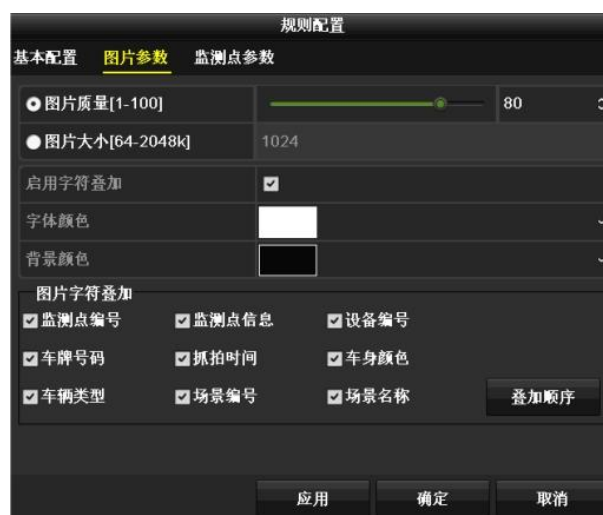 规则配置
基本配置 图片参数 监测点参数
图片质量[1-100] 80
图片大小[64-2048k] 1024
启用字符叠加
字体颜色
背景颜色
图片字符叠加
监测点编号 监测点信息 设备编号
车牌号码 抓拍时间 车身颜色
车辆类型 场景编号 场景名称 叠加顺序
应用 确定 取消